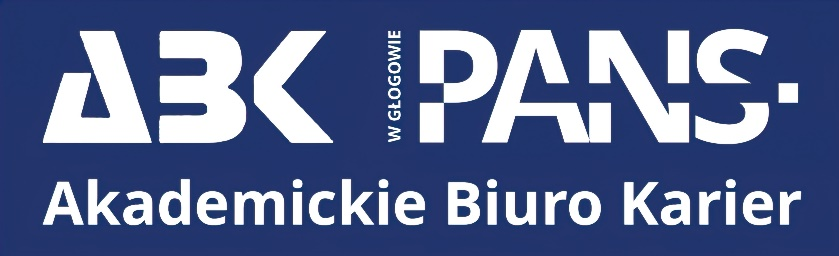 ABK
W GŁOGOWIE
PANS
Akademickie Biuro Karier